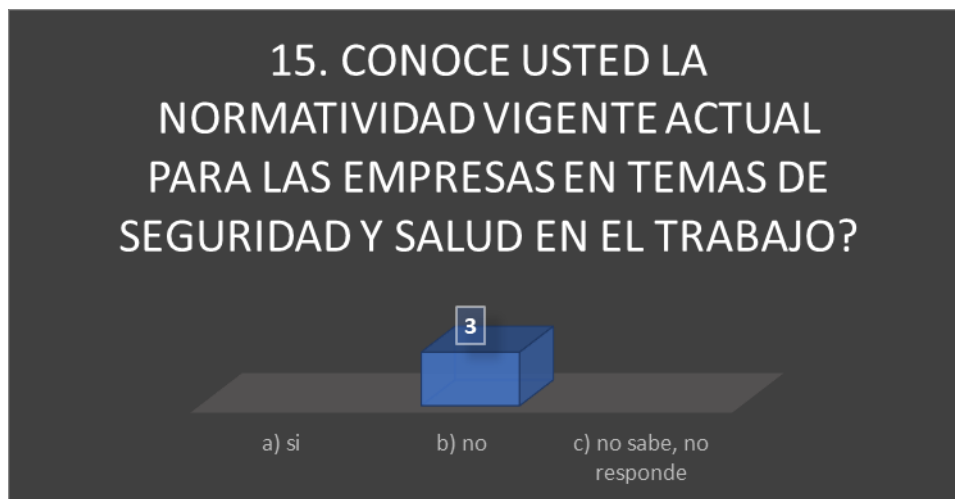 15. CONOCE USTED LA
NORMATIVIDAD VIGENTE ACTUAL
PARA LAS EMPRESAS EN TEMAS DE
SEGURIDAD Y SALUD EN EL TRABAJO?
3
a) si
b) no
c) no sabe, no
responde